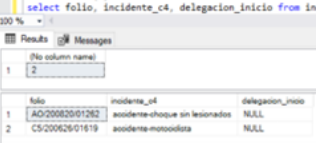 select folio, incidente_c4, delegacion_inicio from in
100 %
Results Messages
(No column name)
1 2
folio incidente_c4 delegacion_inicio
1 AO/200820/01262 accidente-choque sin lesionados NULL
2 C5/200626/01619 accidente-motociclista NULL